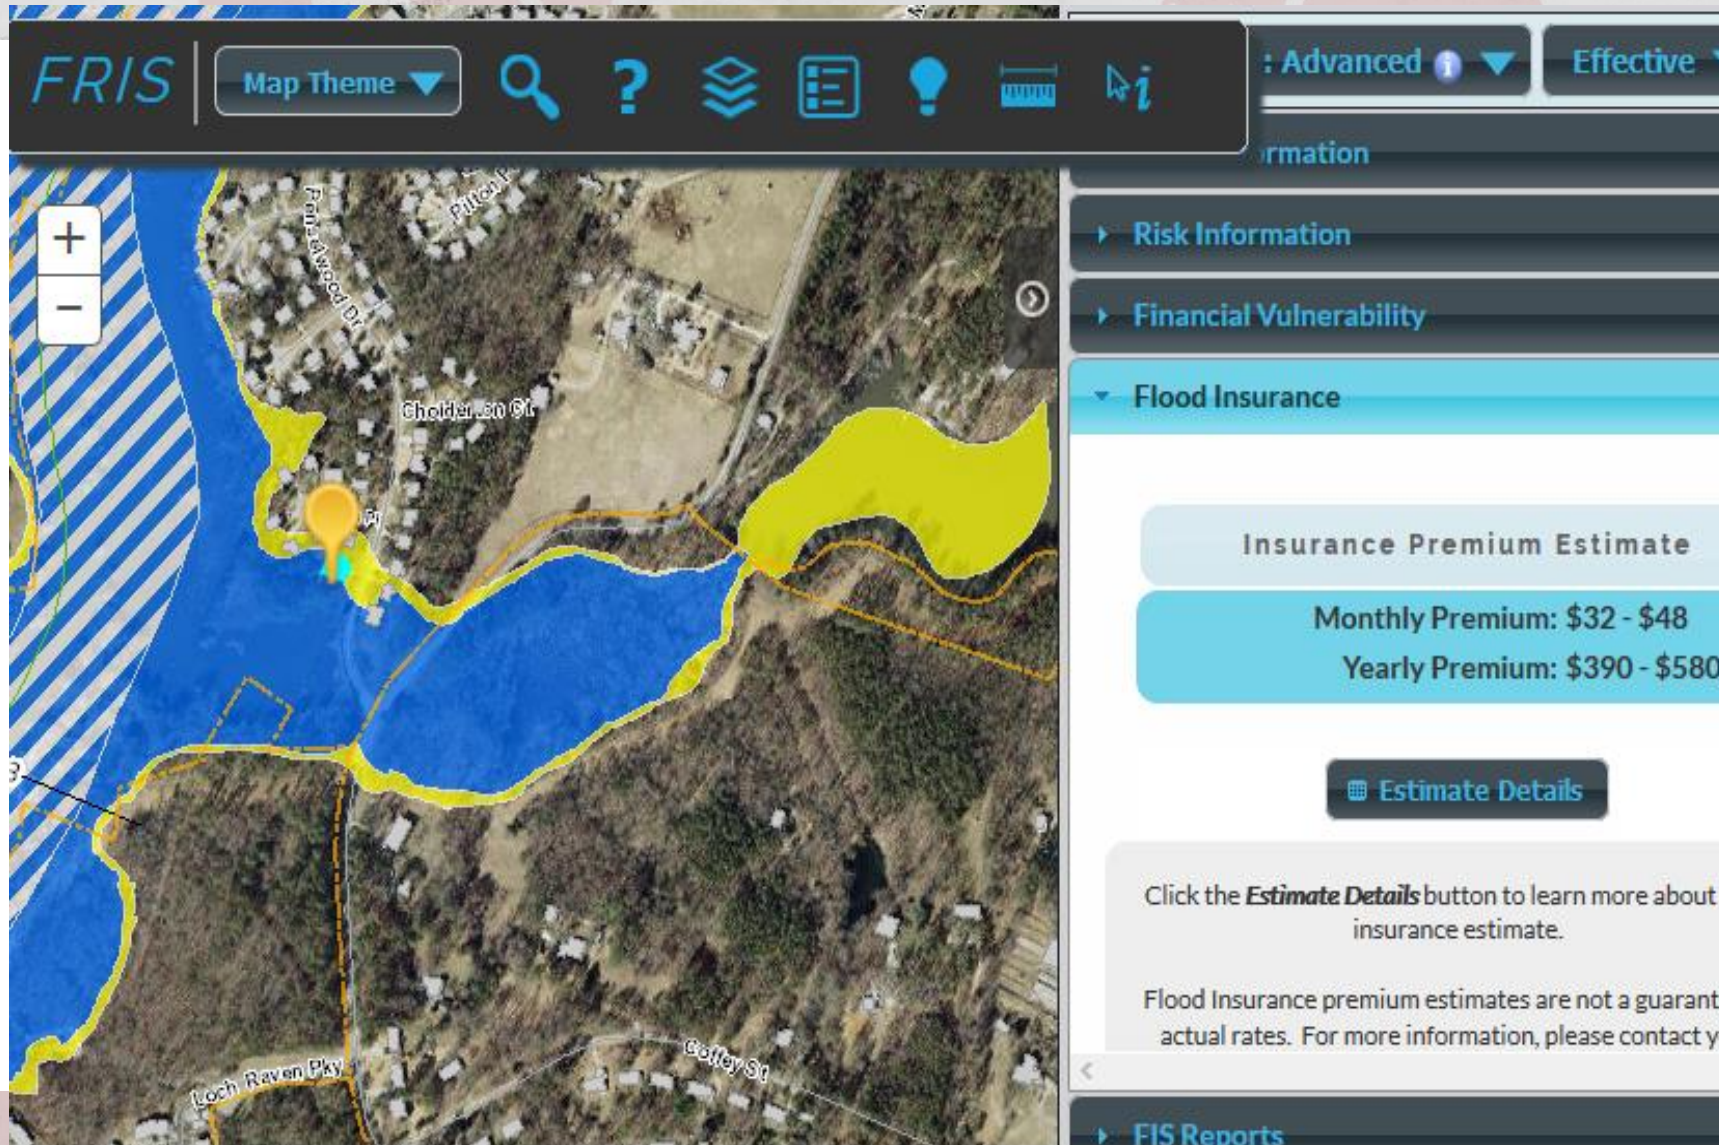 FRIS
Map Theme
?
i
: Advanced i
Effective
rmation
+
−
Risk Information
Financial Vulnerability
Flood Insurance
Pennswood Dr
Pl
Insurance Premium Estimate
Monthly Premium: $32 - $48
Yearly Premium: $390 - $580
Estimate Details
Click the Estimate Details button to learn more about
insurance estimate.
Flood Insurance premium estimates are not a guarant
actual rates. For more information, please contact y
Coffey St
Loch Raven Pky
FIS Reports